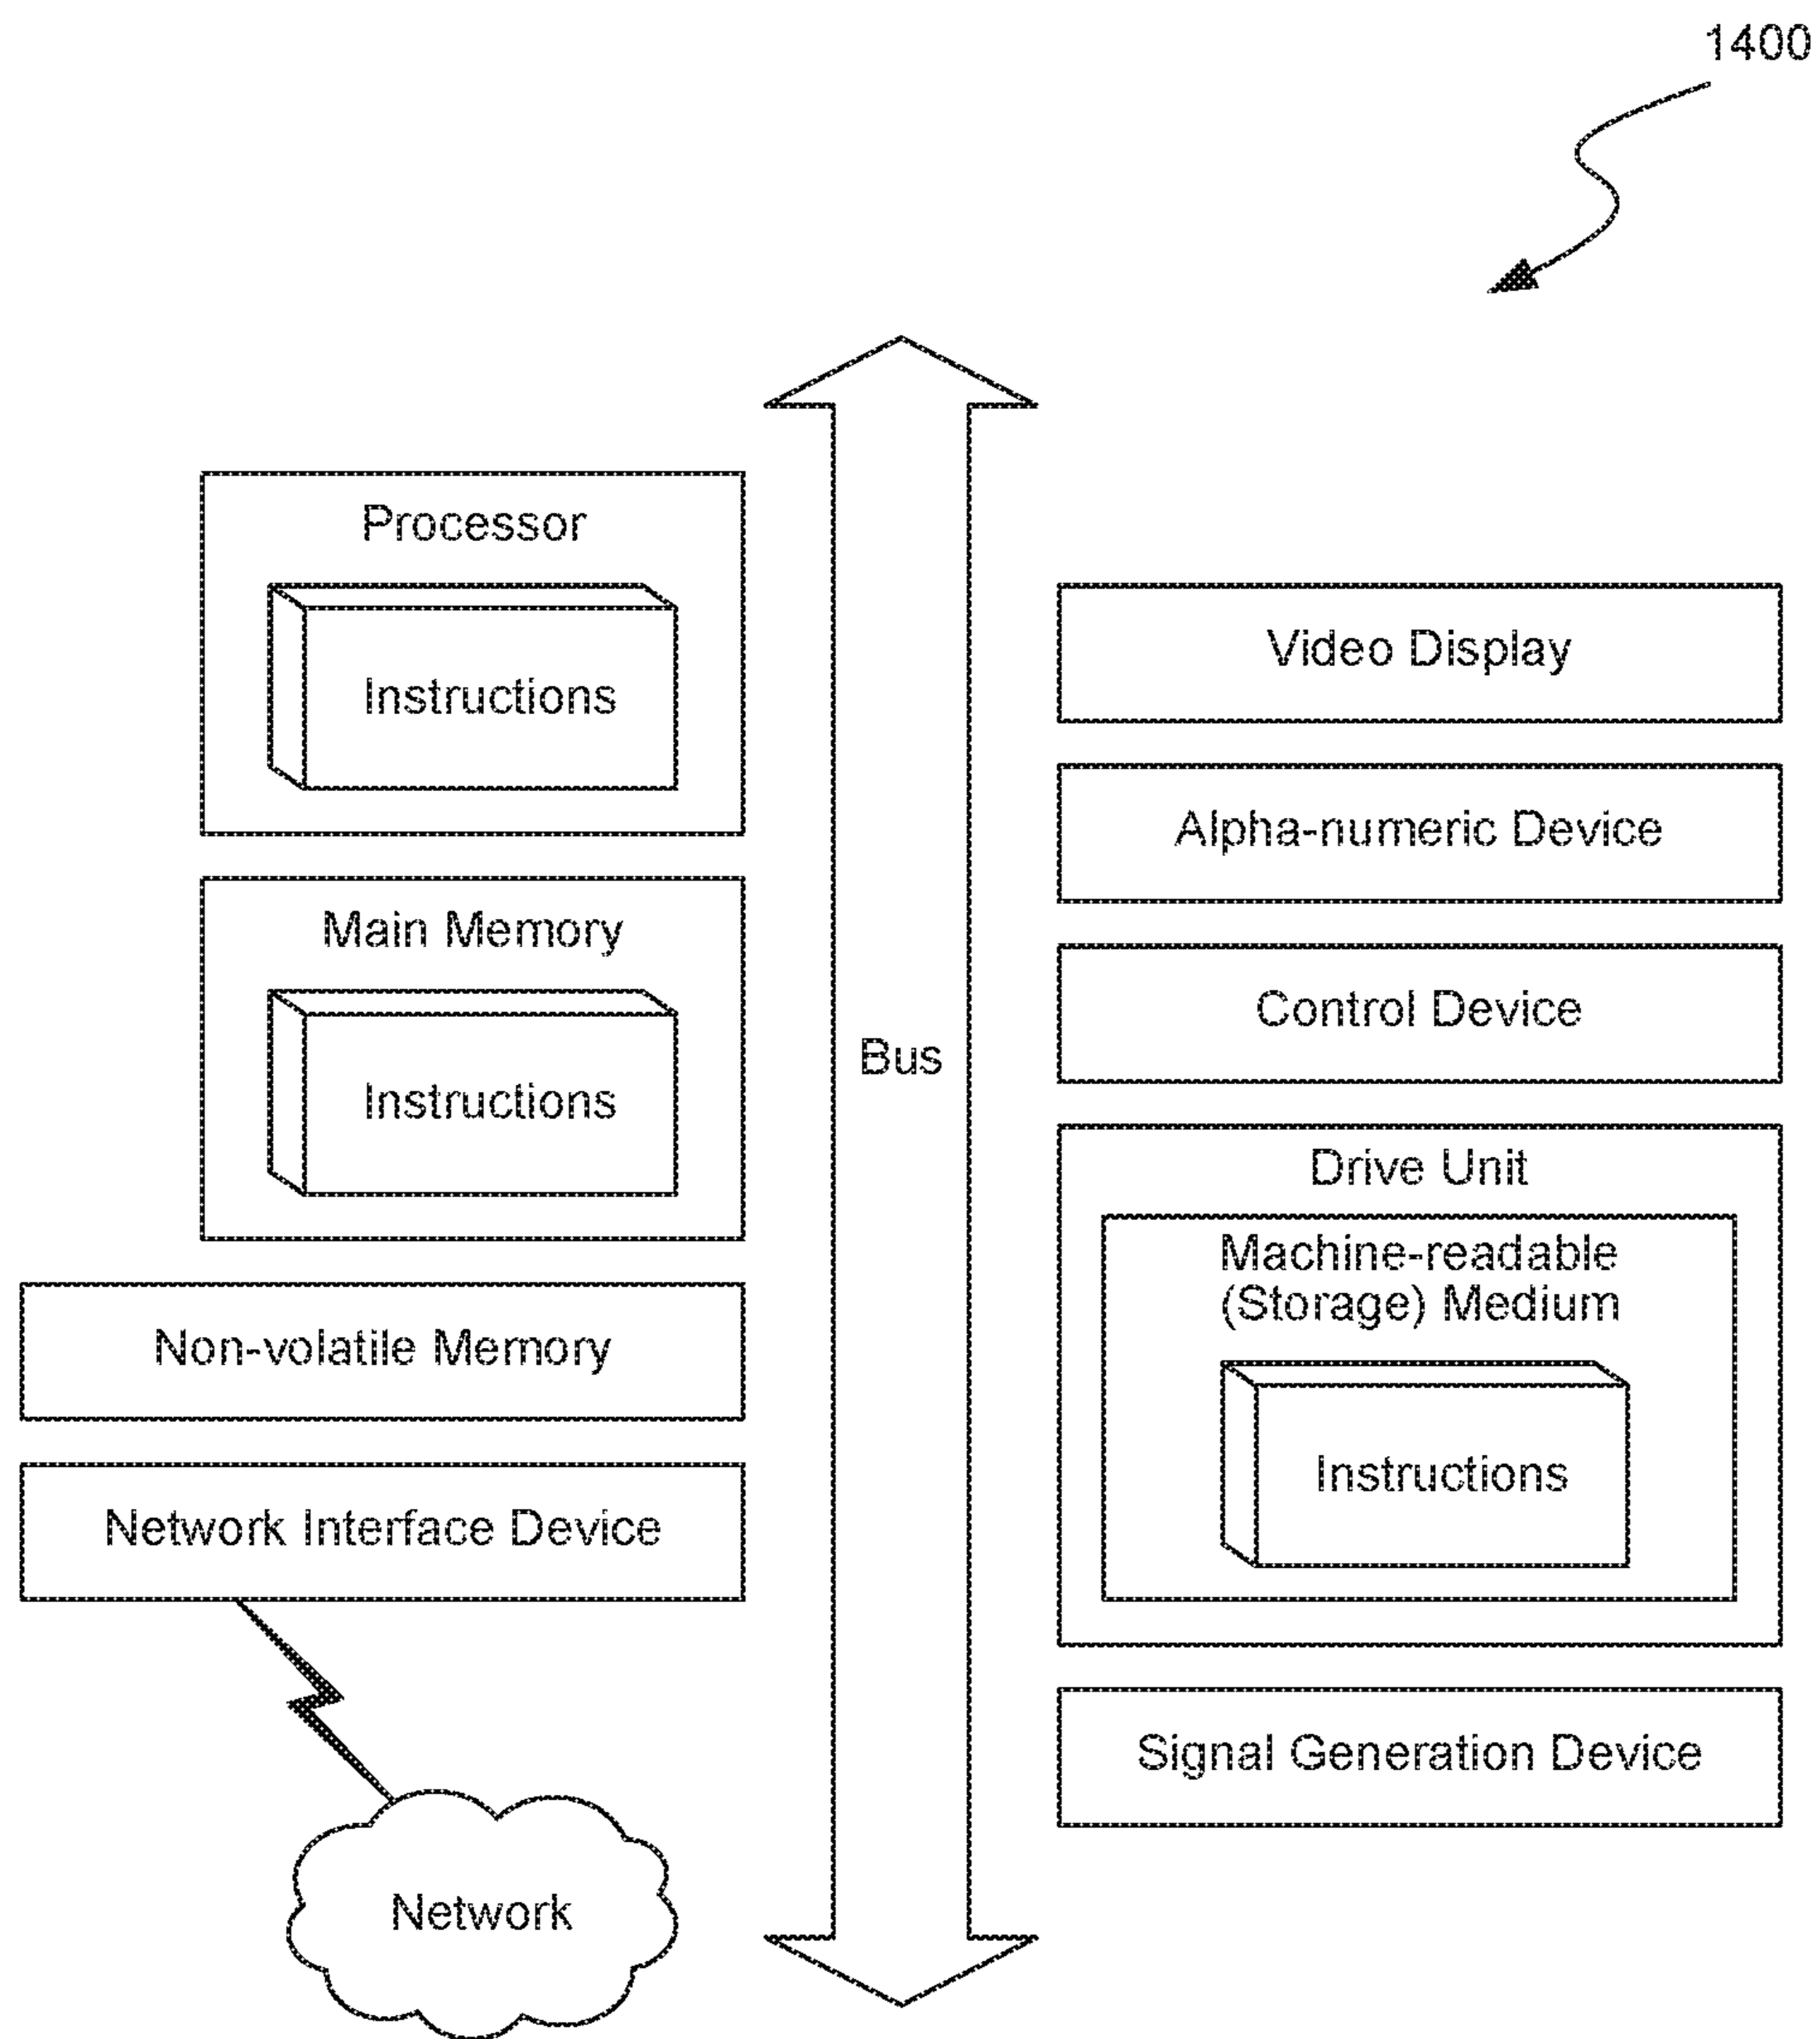 1400
Processor
Instructions
Main Memory
Instructions
Non-volatile Memory
Network Interface Device
Network
Bus
Video Display
Alpha-numeric Device
Control Device
Drive Unit
Machine-readable
(Storage) Medium
Instructions
Signal Generation Device